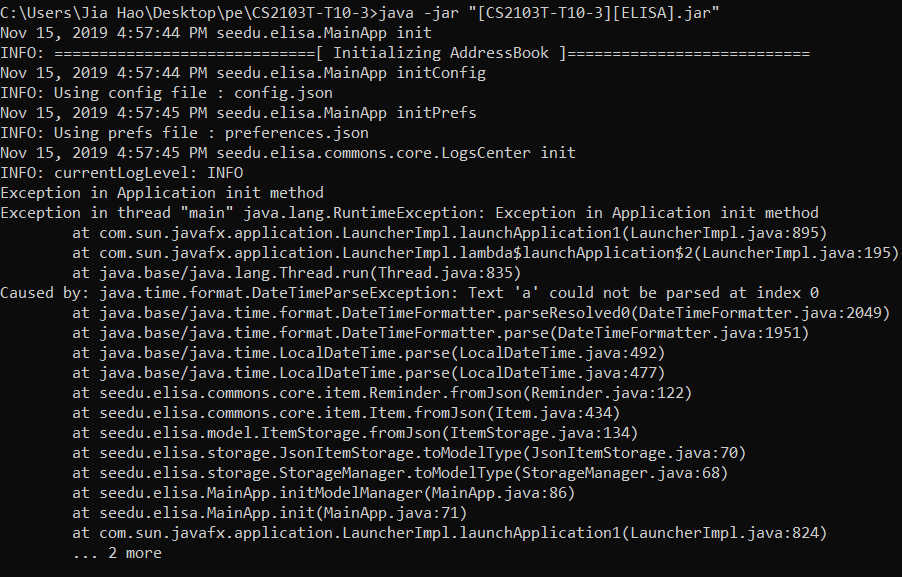 C:\Users\Jia Hao\Desktop\pe\CS2103T-T10-3>java -jar "[CS2103T-T10-3][ELISA].jar"
Nov 15, 2019 4:57:44 PM seedu.elisa.MainApp init
INFO: =============================[ Initializing AddressBook ]===========================
Nov 15, 2019 4:57:44 PM seedu.elisa.MainApp initConfig
INFO: Using config file : config.json
Nov 15, 2019 4:57:45 PM seedu.elisa.MainApp initPrefs
INFO: Using prefs file : preferences.json
Nov 15, 2019 4:57:45 PM seedu.elisa.commons.core.LogsCenter init
INFO: currentLogLevel: INFO
Exception in Application init method
Exception in thread "main" java.lang.RuntimeException: Exception in Application init method
        at com.sun.javafx.application.LauncherImpl.launchApplication1(LauncherImpl.java:895)
        at com.sun.javafx.application.LauncherImpl.lambda$launchApplication$2(LauncherImpl.java:195)
        at java.base/java.lang.Thread.run(Thread.java:835)
Caused by: java.time.format.DateTimeParseException: Text 'a' could not be parsed at index 0
        at java.base/java.time.format.DateTimeFormatter.parseResolved0(DateTimeFormatter.java:2049)
        at java.base/java.time.format.DateTimeFormatter.parse(DateTimeFormatter.java:1951)
        at java.base/java.time.LocalDateTime.parse(LocalDateTime.java:492)
        at java.base/java.time.LocalDateTime.parse(LocalDateTime.java:477)
        at seedu.elisa.commons.core.item.Reminder.fromJson(Reminder.java:122)
        at seedu.elisa.commons.core.item.Item.fromJson(Item.java:434)
        at seedu.elisa.model.ItemStorage.fromJson(ItemStorage.java:134)
        at seedu.elisa.storage.JsonItemStorage.toModelType(JsonItemStorage.java:70)
        at seedu.elisa.storage.StorageManager.toModelType(StorageManager.java:68)
        at seedu.elisa.MainApp.initModelManager(MainApp.java:86)
        at seedu.elisa.MainApp.init(MainApp.java:71)
        at com.sun.javafx.application.LauncherImpl.launchApplication1(LauncherImpl.java:824)
        ... 2 more